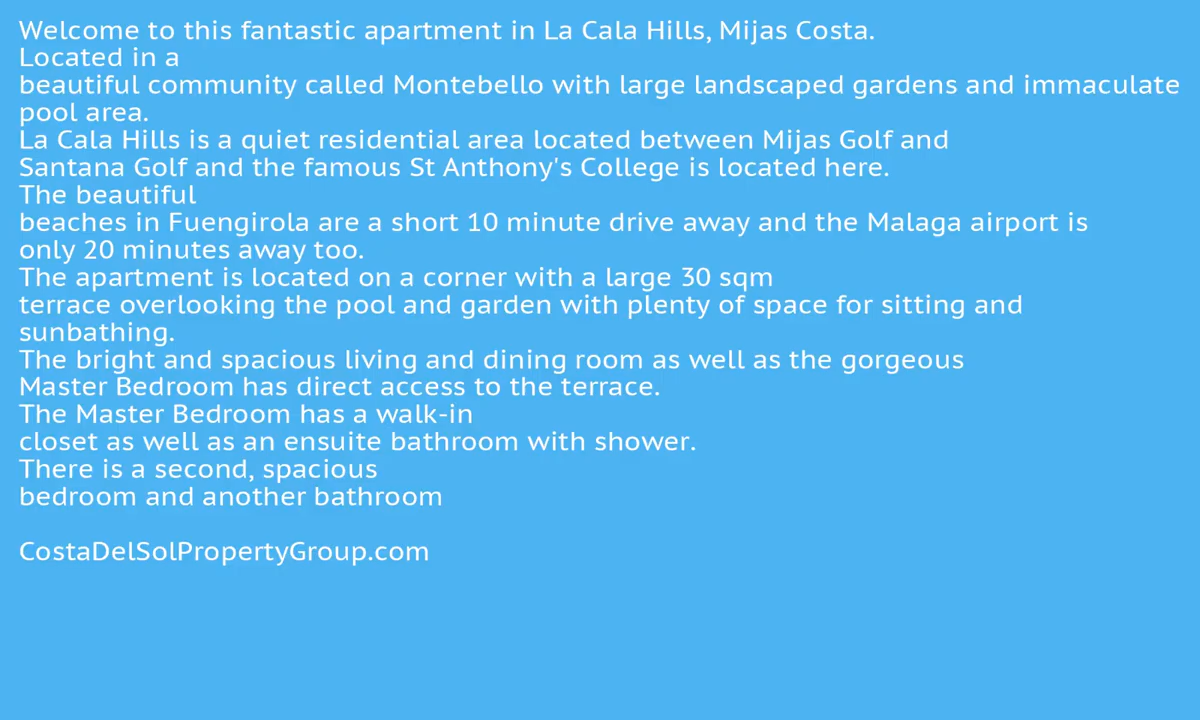 Welcome to this fantastic apartment in La Cala Hills, Mijas Costa.
Located in a
beautiful community called Montebello with large landscaped gardens and immaculate
pool area.
La Cala Hills is a quiet residential area located between Mijas Golf and
Santana Golf and the famous St Anthony's College is located here.
The beautiful
beaches in Fuengirola are a short 10 minute drive away and the Malaga airport is
only 20 minutes away too.
The apartment is located on a corner with a large 30 sqm
terrace overlooking the pool and garden with plenty of space for sitting and
sunbathing.
The bright and spacious living and dining room as well as the gorgeous
Master Bedroom has direct access to the terrace.
The Master Bedroom has a walk-in
closet as well as an ensuite bathroom with shower.
There is a second, spacious
bedroom and another bathroom
CostaDelSolPropertyGroup.com